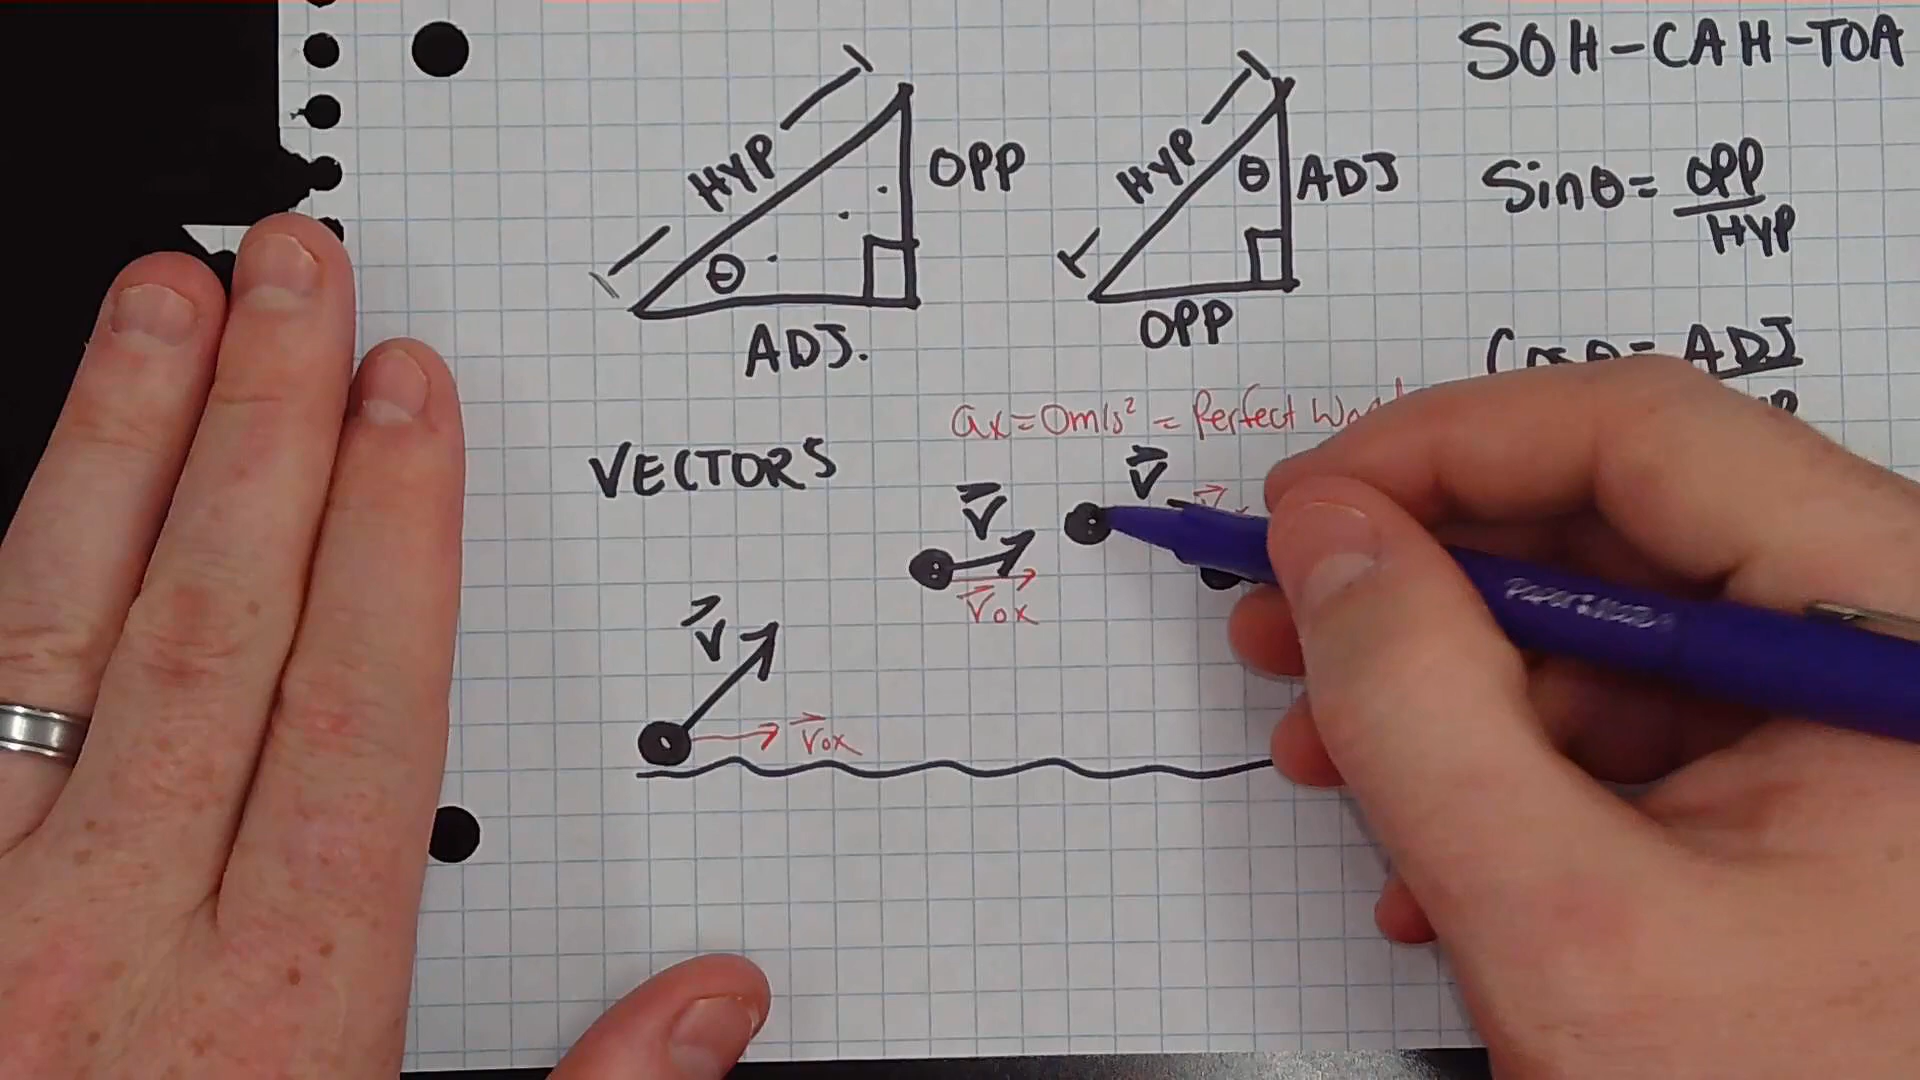 SOH-CAH-TOA
HYP
OPP
θ
ADJ.
HYP
θ
ADJ
OPP
Sinθ = OPP
HYP
Cosθ = ADJ
ax = 0m/s² = Perfect
VECTORS
V
V
Vox
V
Vox